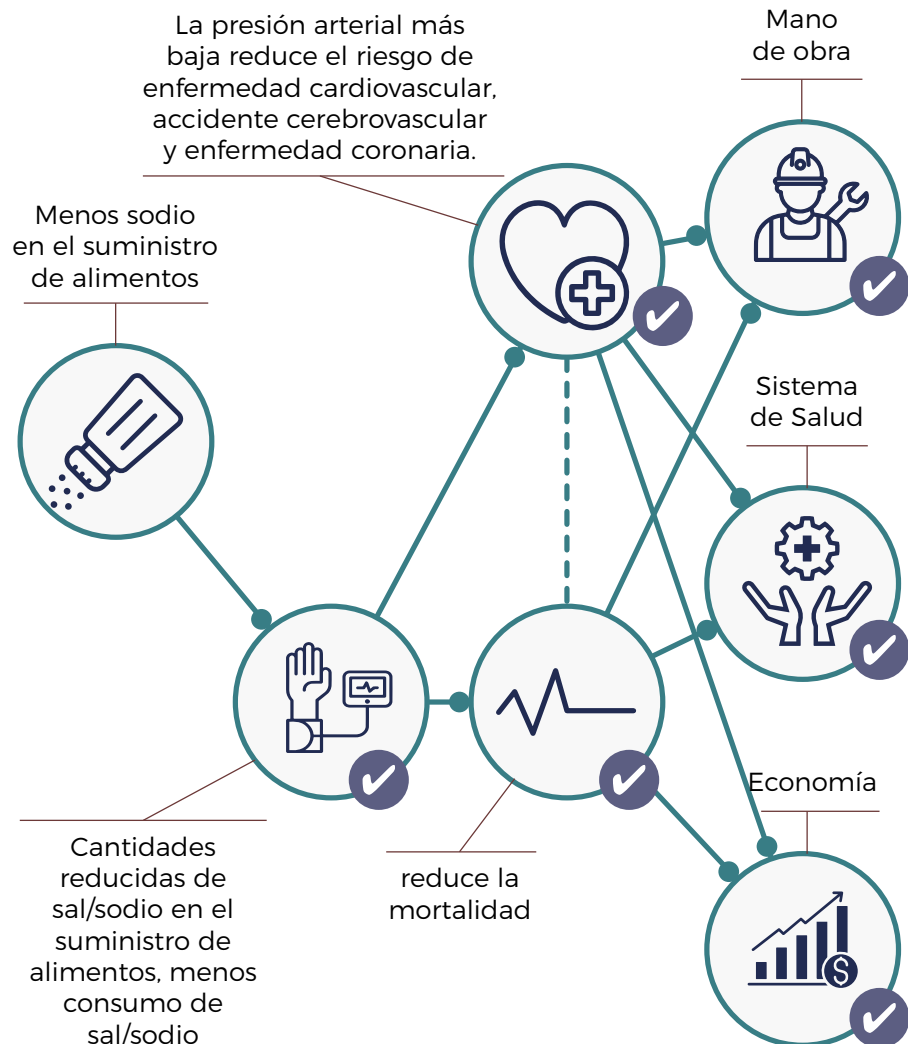 La presión arterial más
baja reduce el riesgo de
enfermedad cardiovascular,
accidente cerebrovascular
y enfermedad coronaria.
Mano
de obra
Menos sodio
en el suministro
de alimentos
Sistema
de Salud
Economía
$
Cantidades
reducidas de
sal/sodio en el
suministro de
alimentos, menos
consumo de
sal/sodio
reduce la
mortalidad